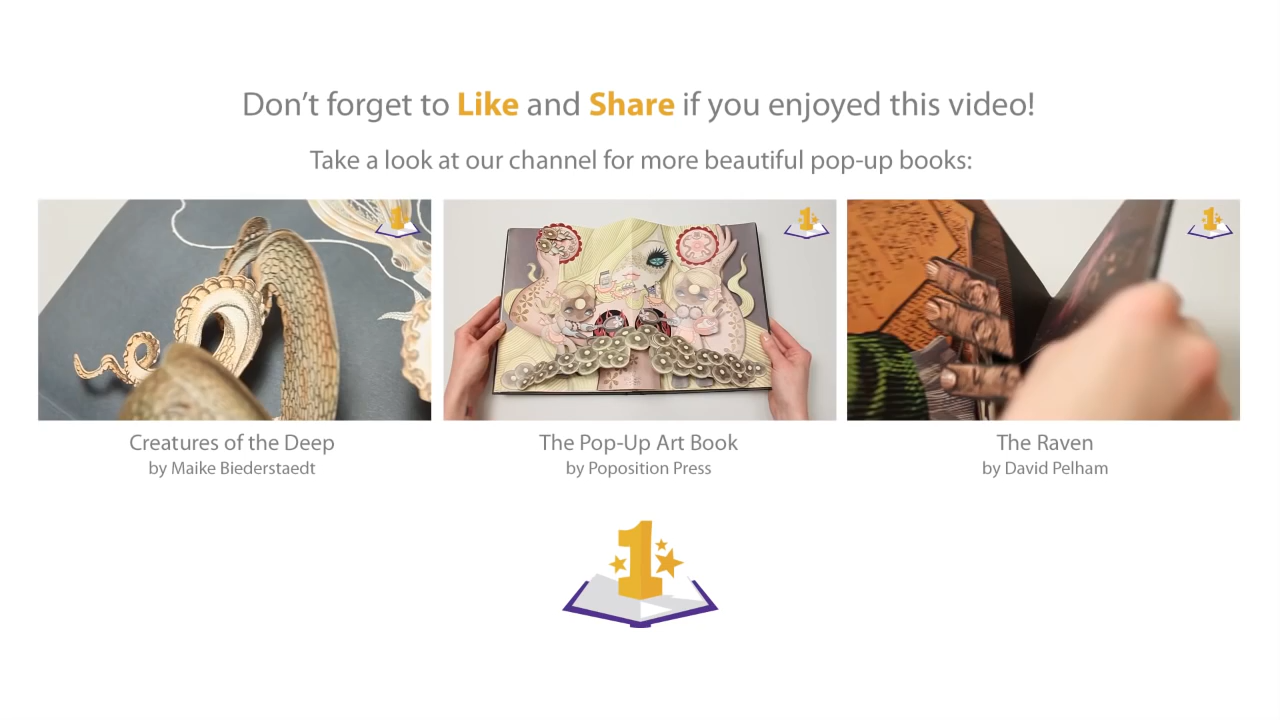 Don't forget to Like and Share if you enjoyed this video!
Take a look at our channel for more beautiful pop-up books:
Creatures of the Deep
by Maike Biederstaedt
The Pop-Up Art Book
by Poposition Press
The Raven
by David Pelham
1